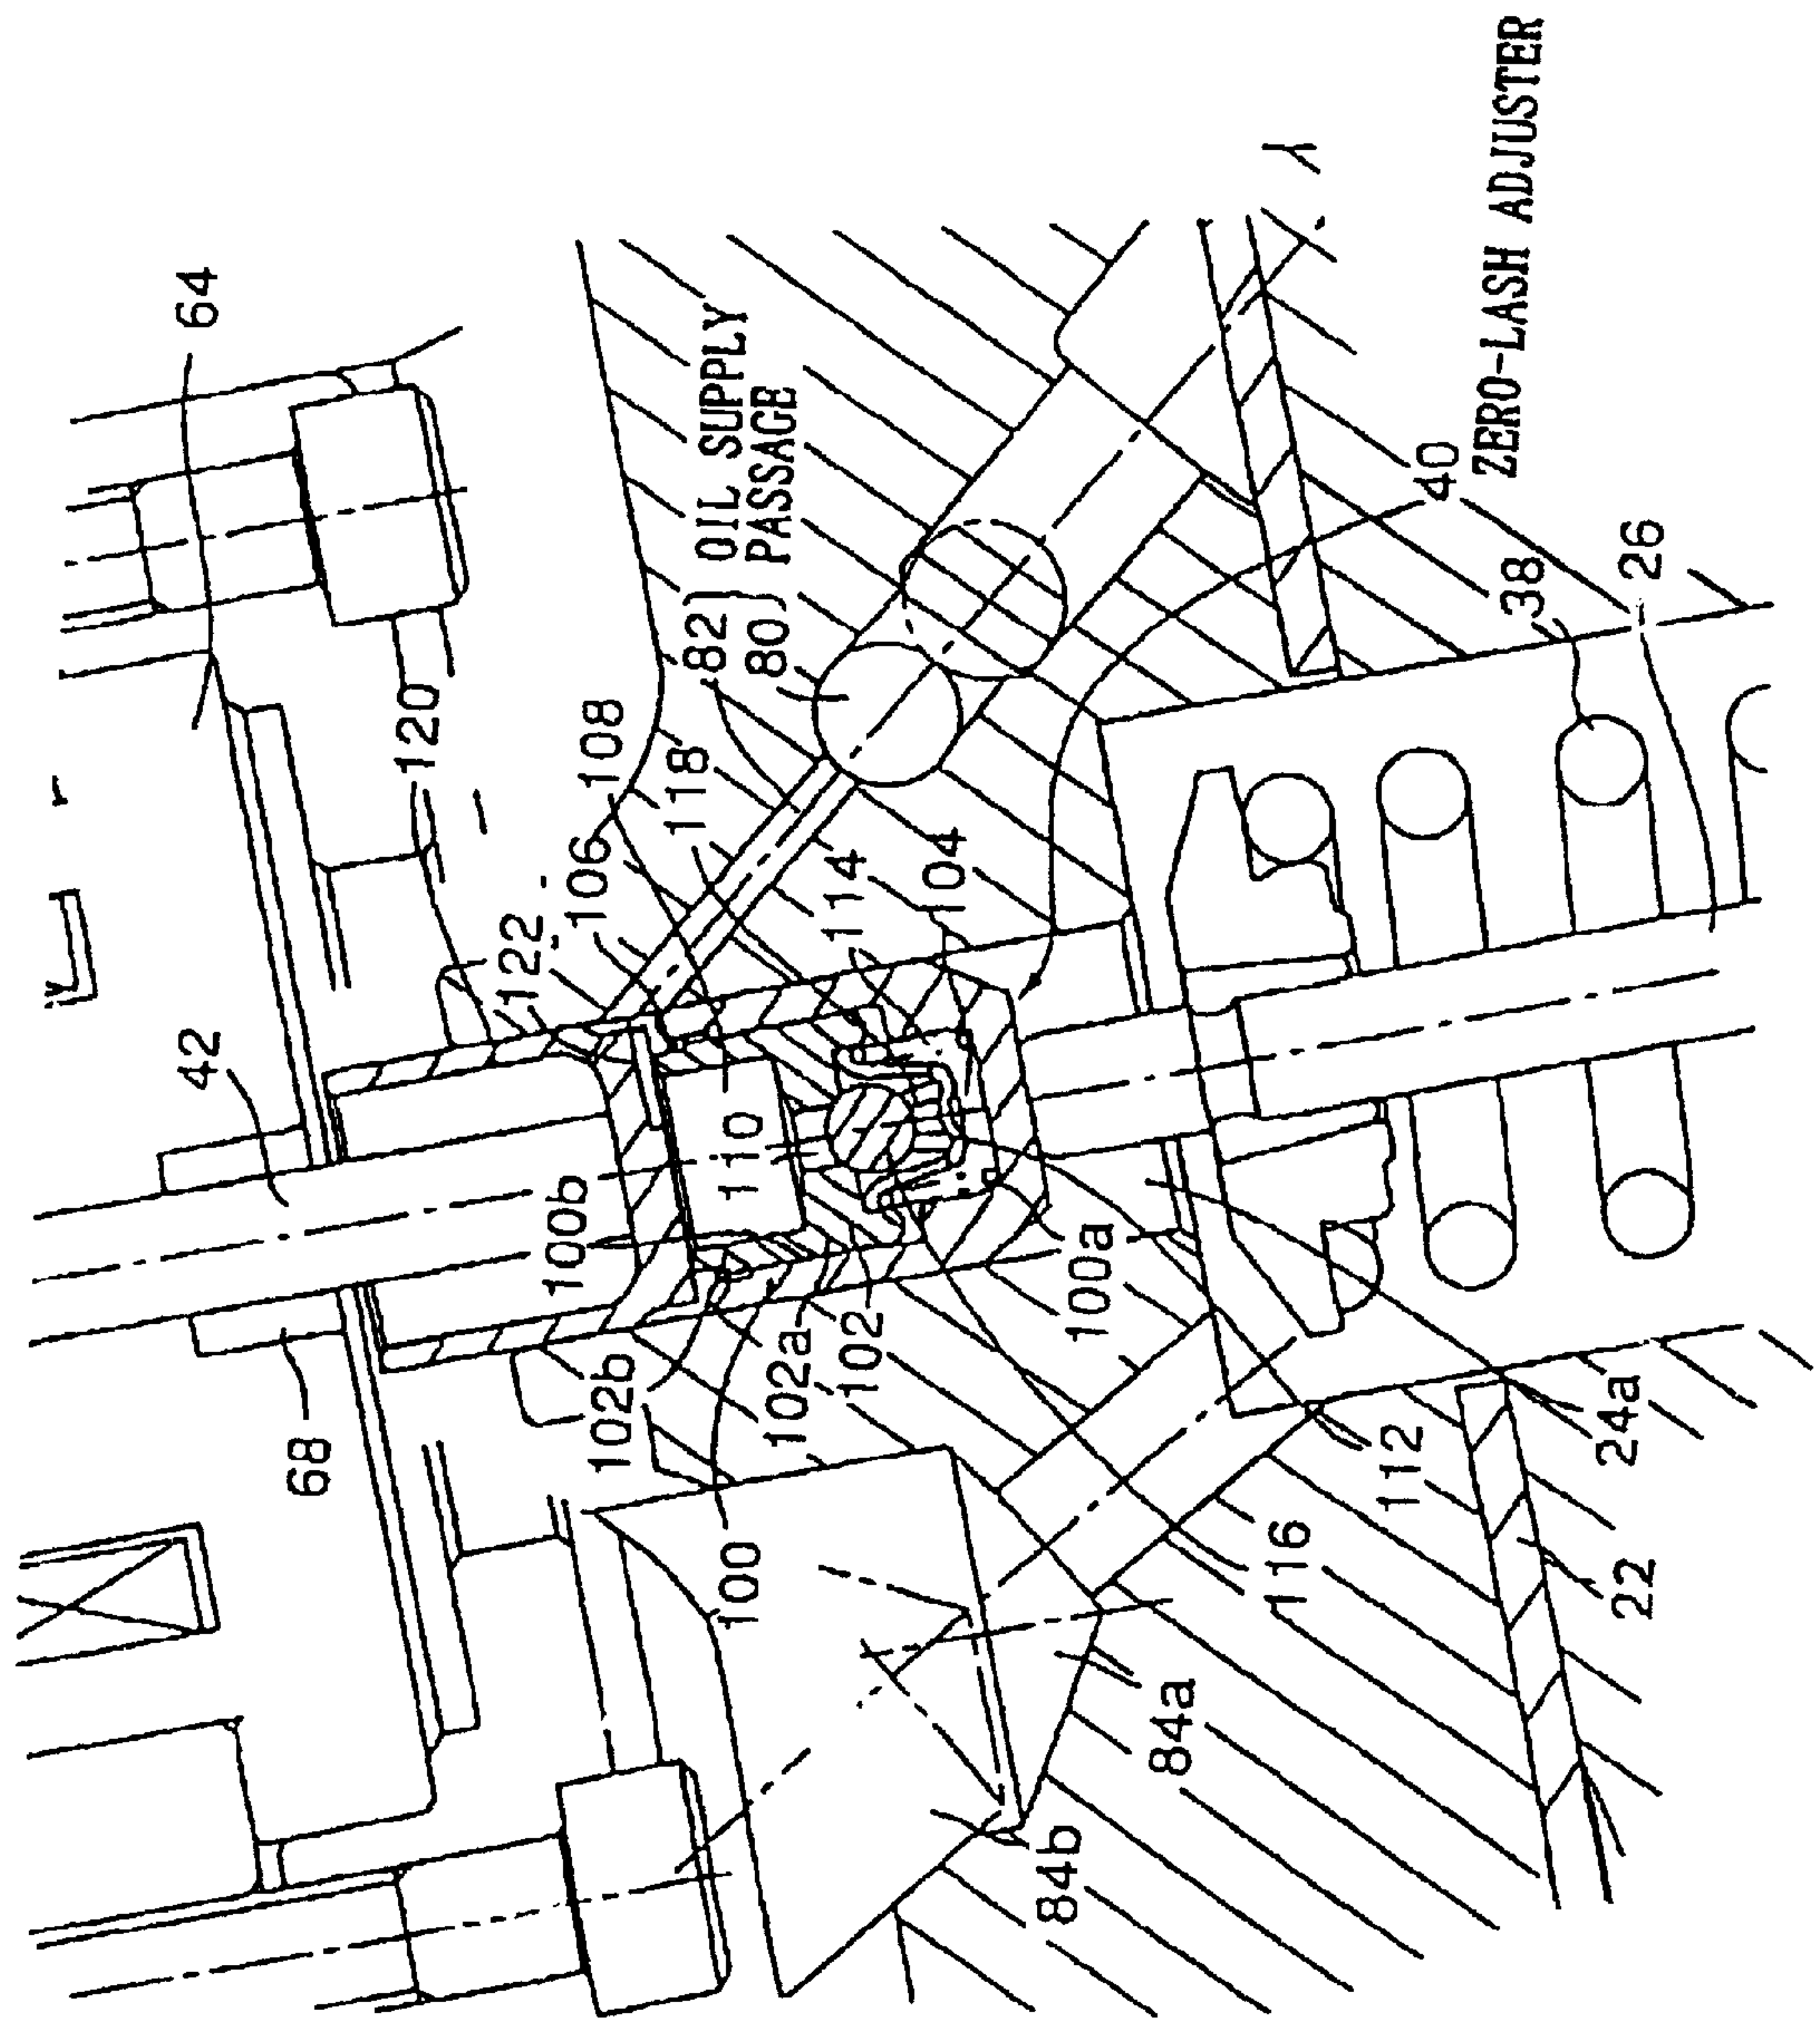 64
120
108
118
82) OIL SUPPLY
80) PASSAGE
106
122
114
104
42
110
100b
68
102b
102a
102
100a
100
40
ZERO-LASH ADJUSTER
38
26
24a
112
22
116
84a
84b